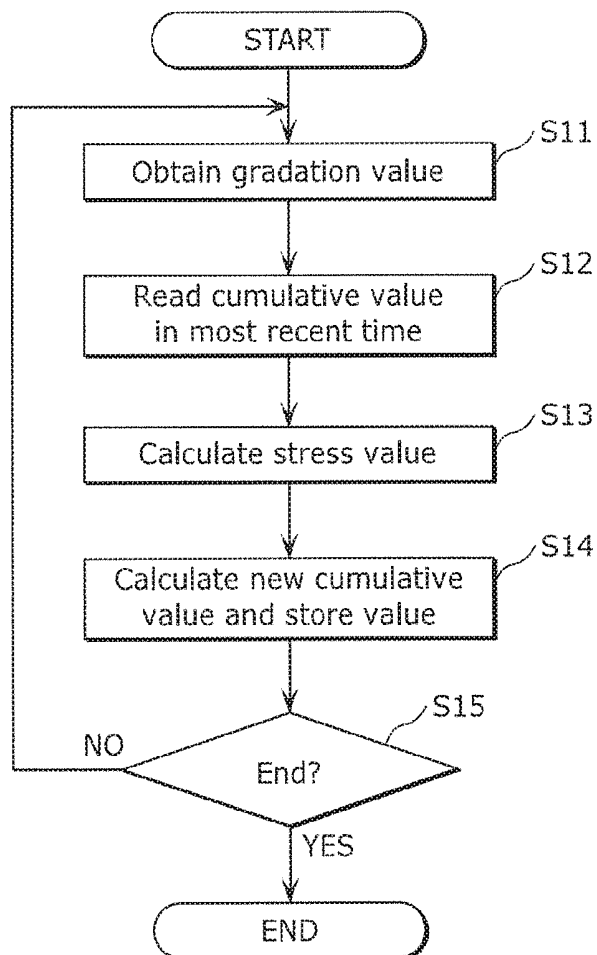 START
S11
Obtain gradation value
S12
Read cumulative value
in most recent time
S13
Calculate stress value
S14
Calculate new cumulative
value and store value
S15
NO
End?
YES
END